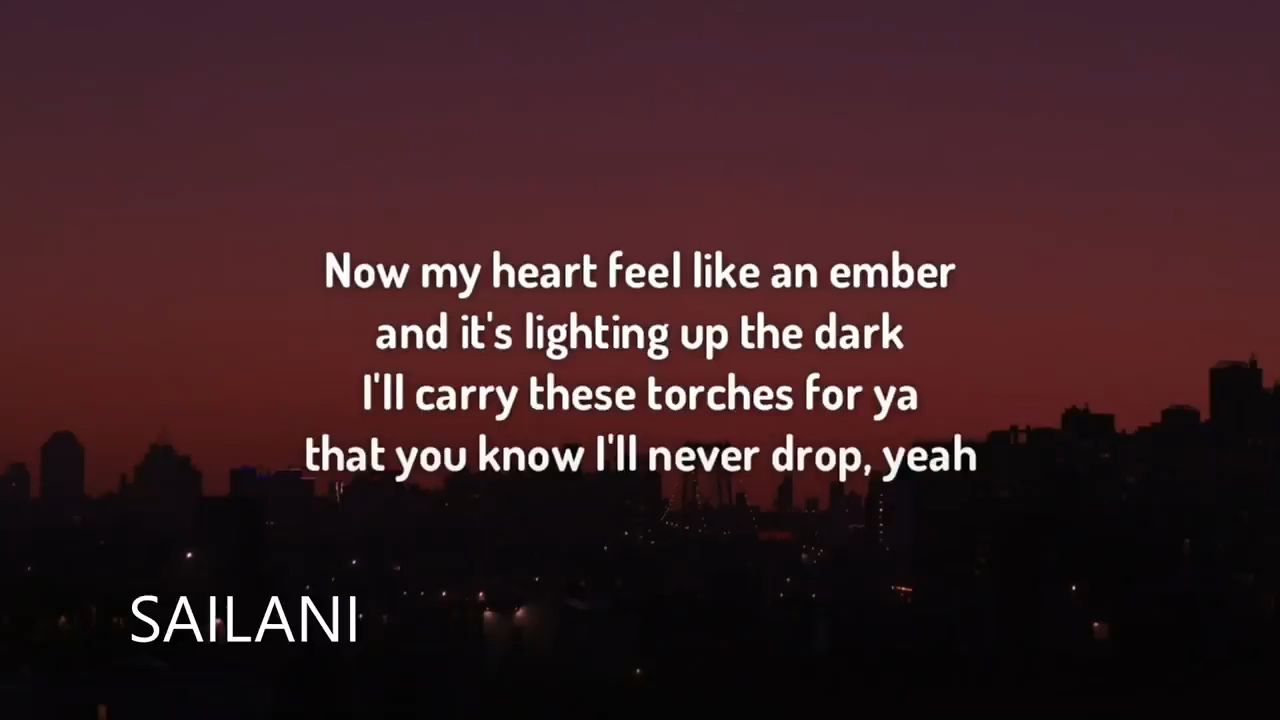 Now my heart feel like an ember
and it's lighting up the dark
I'll carry these torches for ya
that you know I'll never drop, yeah
SAILANI